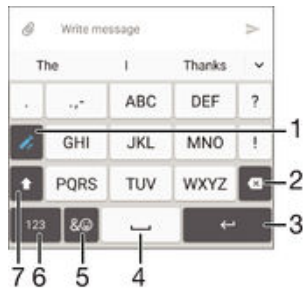 Write message
The I Thanks
. .,- ABC DEF ?
GHI JKL MNO ! 1
PQRS TUV WXYZ 2
123 &☺ 3
7 6 5 4